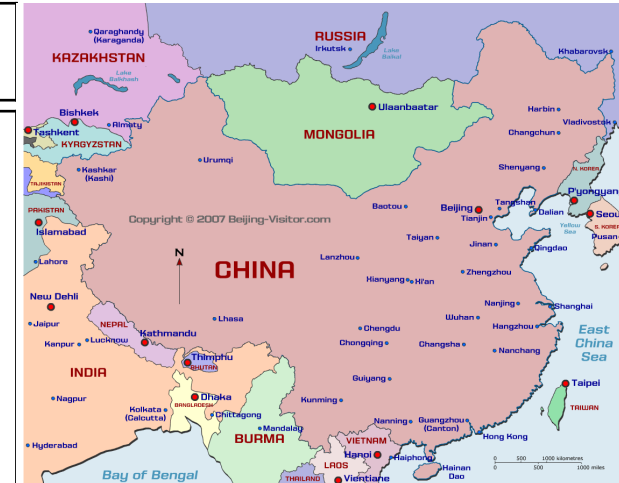 RUSSIA
Irkutsk
Lake
Baikal
Qaraghandy
(Karaganda)
KAZAKHSTAN
Lake
Balkhash
Khabarovsk
Bishkek
Almaty
Tashkent
KYRGYZSTAN
Ulaanbaatar
MONGOLIA
Harbin
Vladivostok
Changchun
Kashkar
(Kashi)
Urumqi
Shenyang
N. KOREA
TAJIKISTAN
P'yongyan
PAKISTAN
Islamabad
Copyright © 2007 Beijing-Visitor.com
Baotou
Beijing
Tangshan
Tianjin
Dalian
Seou
Yellow
Sea
S. KOREA
Pusan
Taiyan
Jinan
Qingdao
Lahore
N
Lanzhou
CHINA
Zhengzhou
Hianyang
Xi'an
New Dehli
Nanjing
Shanghai
Jaipur
NEPAL
Kathmandu
Lhasa
Wuhan
Hangzhou
East
China
Sea
Chengdu
Kanpur
Lucknou
Chongqing
Changsha
Nanchang
Thimphu
BHUTAN
INDIA
Guiyang
Taipei
Nagpur
Dhaka
BANGLADESH
Kunming
TAIWAN
Kolkata
(Calcutta)
Chittagong
Mandalay
BURMA
Nanning
Guangzhou
(Canton)
Hong Kong
VIETNAM
Hanoi
Haiphong
Hyderabad
LAOS
Hainan
Dao
Bay of Bengal
THAILAND
Vientiane
0 500 1000 kilometres
0 500 1000 miles